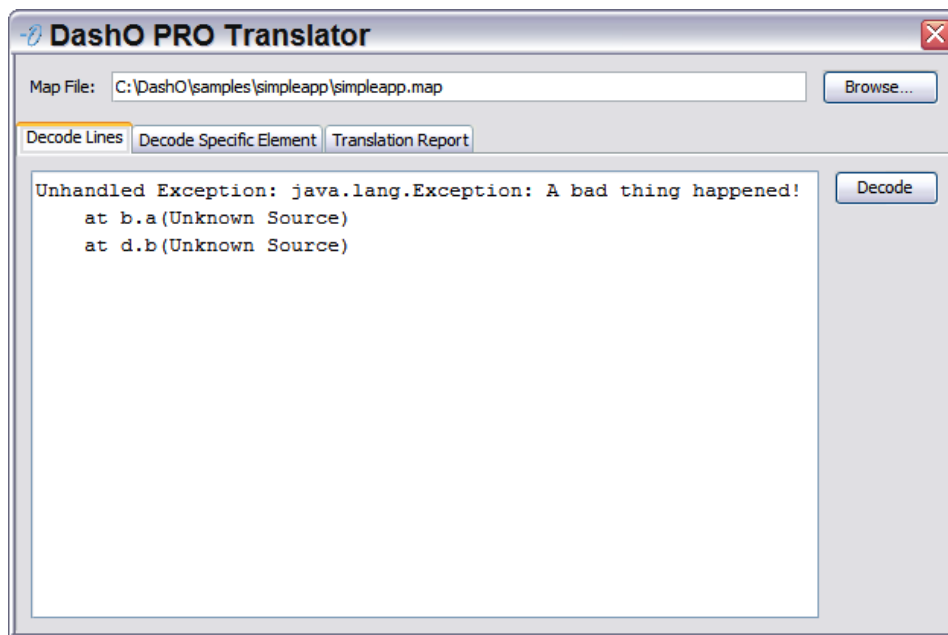 DashO PRO Translator
Map File: C:\DashO\samples\simpleapp\simpleapp.map Browse...
Decode Lines Decode Specific Element Translation Report
Unhandled Exception: java.lang.Exception: A bad thing happened! Decode
    at b.a(Unknown Source)
    at d.b(Unknown Source)